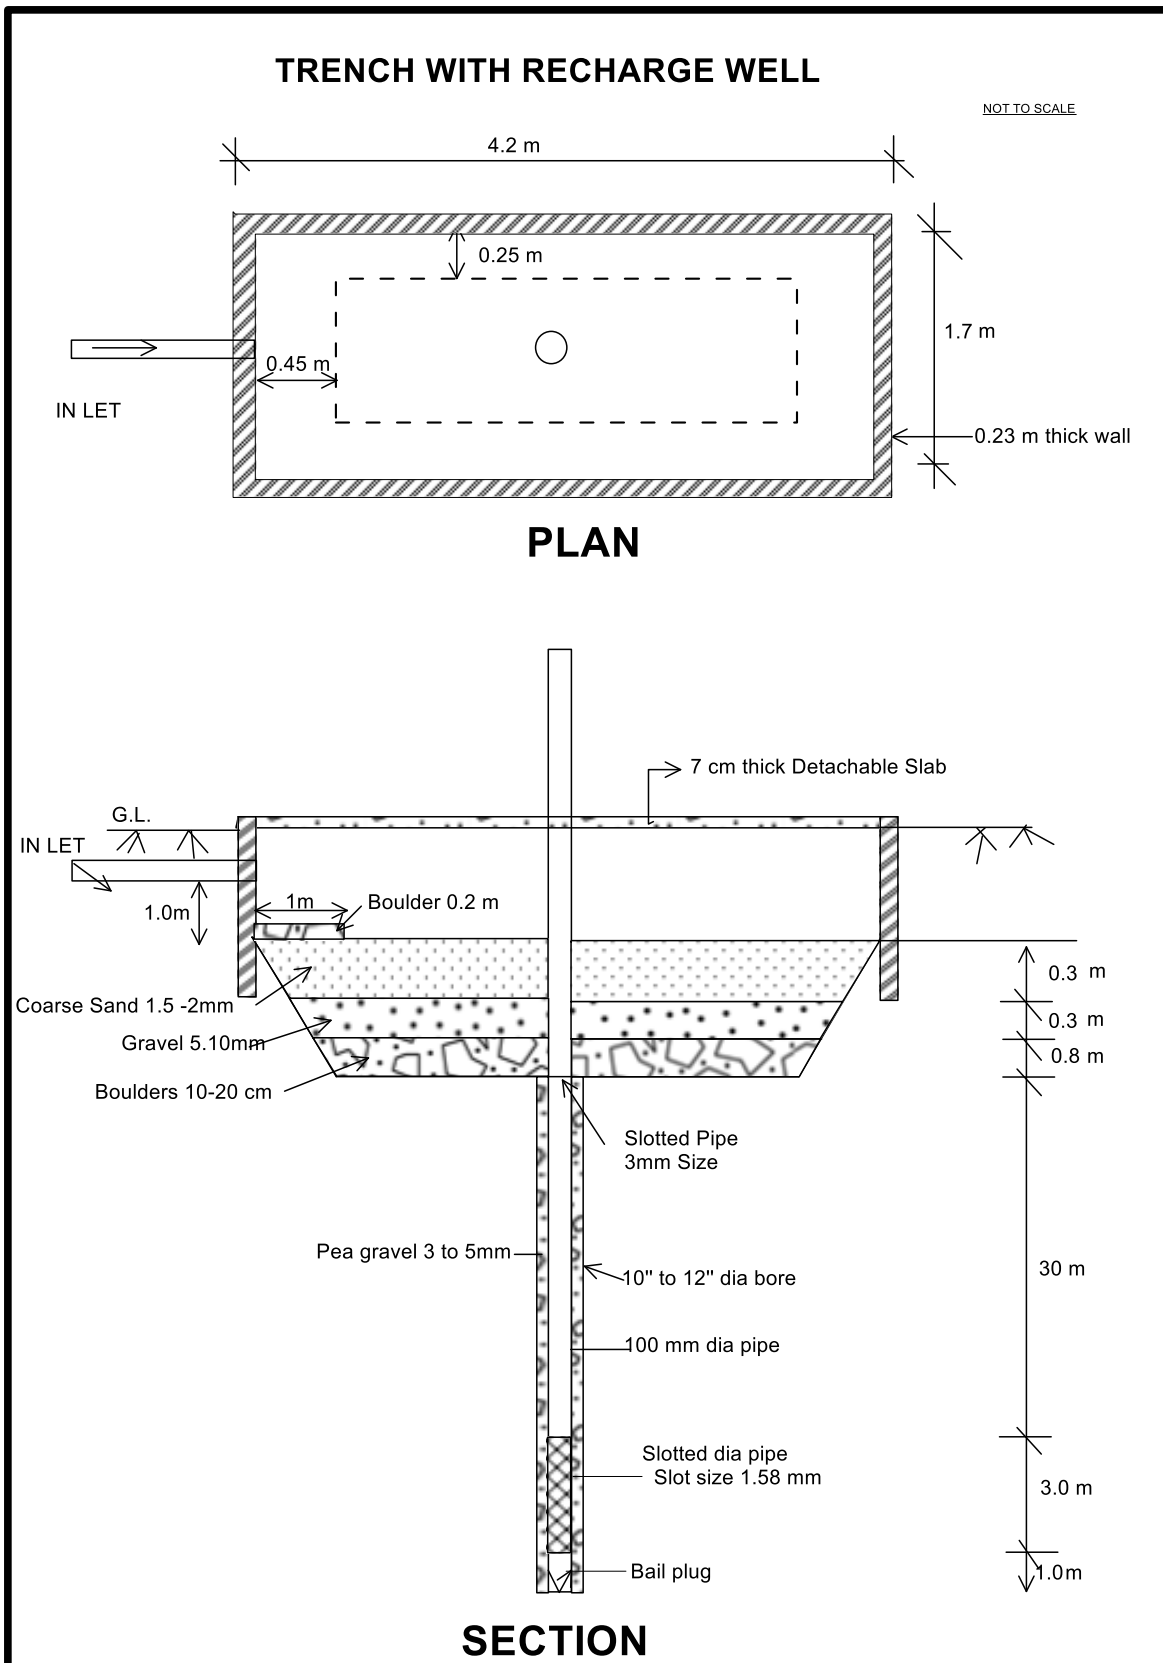 TRENCH WITH RECHARGE WELL
NOT TO SCALE
4.2 m
0.25 m
1.7 m
0.45 m
IN LET
0.23 m thick wall
PLAN
7 cm thick Detachable Slab
G.L.
IN LET
1m
Boulder 0.2 m
1.0m
0.3 m
Coarse Sand 1.5 -2mm
0.3 m
Gravel 5.10mm
0.8 m
Boulders 10-20 cm
Slotted Pipe
3mm Size
Pea gravel 3 to 5mm
10" to 12" dia bore
30 m
100 mm dia pipe
Slotted dia pipe
Slot size 1.58 mm
3.0 m
Bail plug
1.0m
SECTION